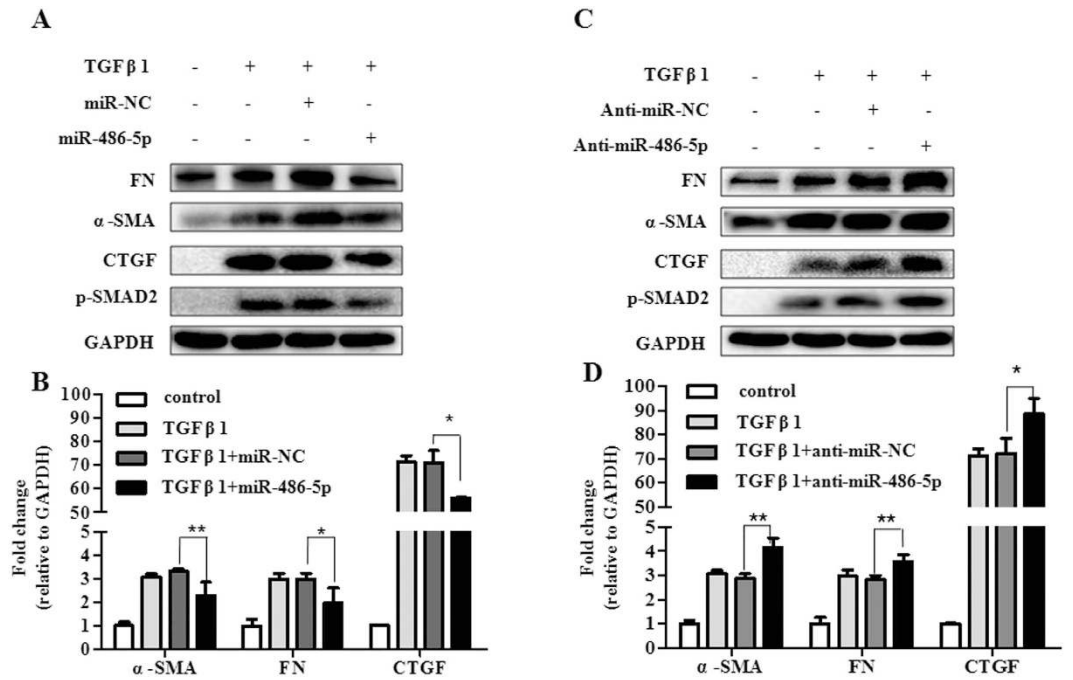 A
TGFβ1 - + + +
miR-NC - - + -
miR-486-5p - - - +
FN
α-SMA
CTGF
p-SMAD2
GAPDH
B
Fold change
(relative to GAPDH)
100
90
80
70
60
50
5
4
3
2
1
control
TGFβ1
TGFβ1+miR-NC
TGFβ1+miR-486-5p
** * *
α-SMA FN CTGF
C
TGFβ1 - + + +
Anti-miR-NC - - + -
Anti-miR-486-5p - - - +
FN
α-SMA
CTGF
p-SMAD2
GAPDH
D
Fold change
(relative to GAPDH)
100
90
80
70
60
50
5
4
3
2
1
0
control
TGFβ1
TGFβ1+anti-miR-NC
TGFβ1+anti-miR-486-5p
** ** *
α-SMA FN CTGF